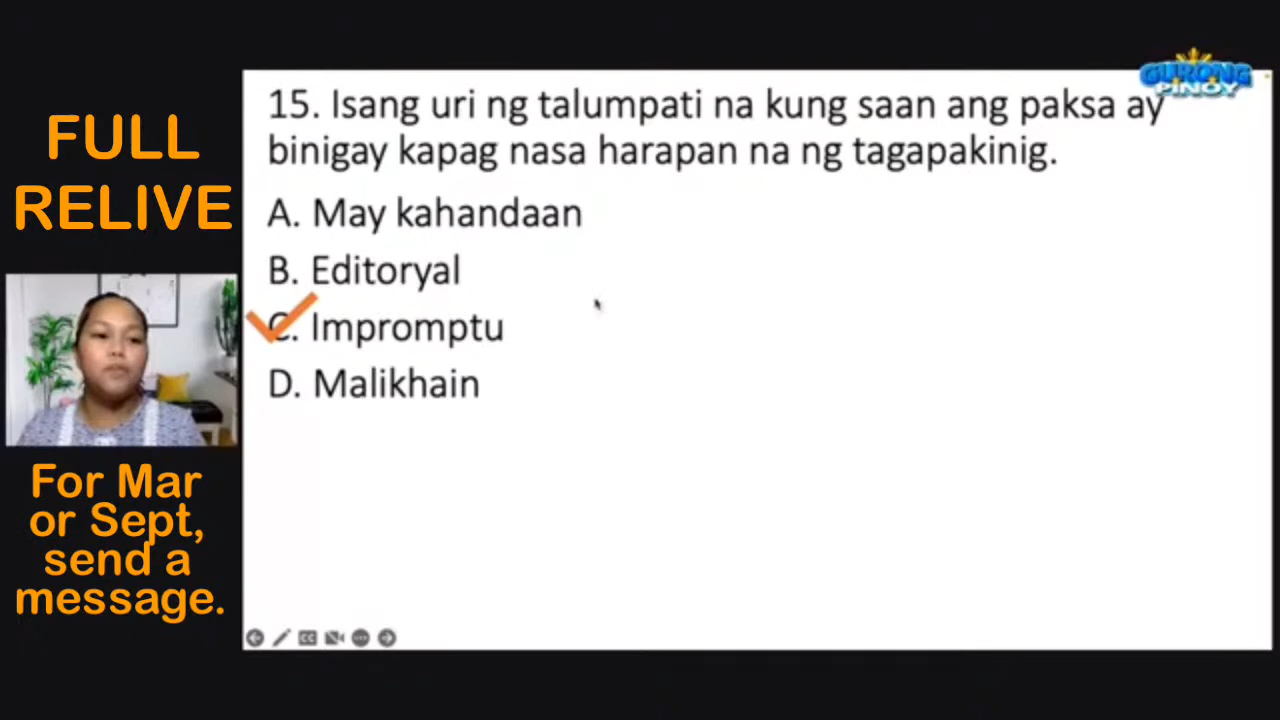 FULL
RELIVE
For Mar
or Sept,
send a
message.
GURONG
PINOY
15. Isang uri ng talumpati na kung saan ang paksa ay
binigay kapag nasa harapan na ng tagapakinig.
A. May kahandaan
B. Editoryal
C. Impromptu
D. Malikhain
CC